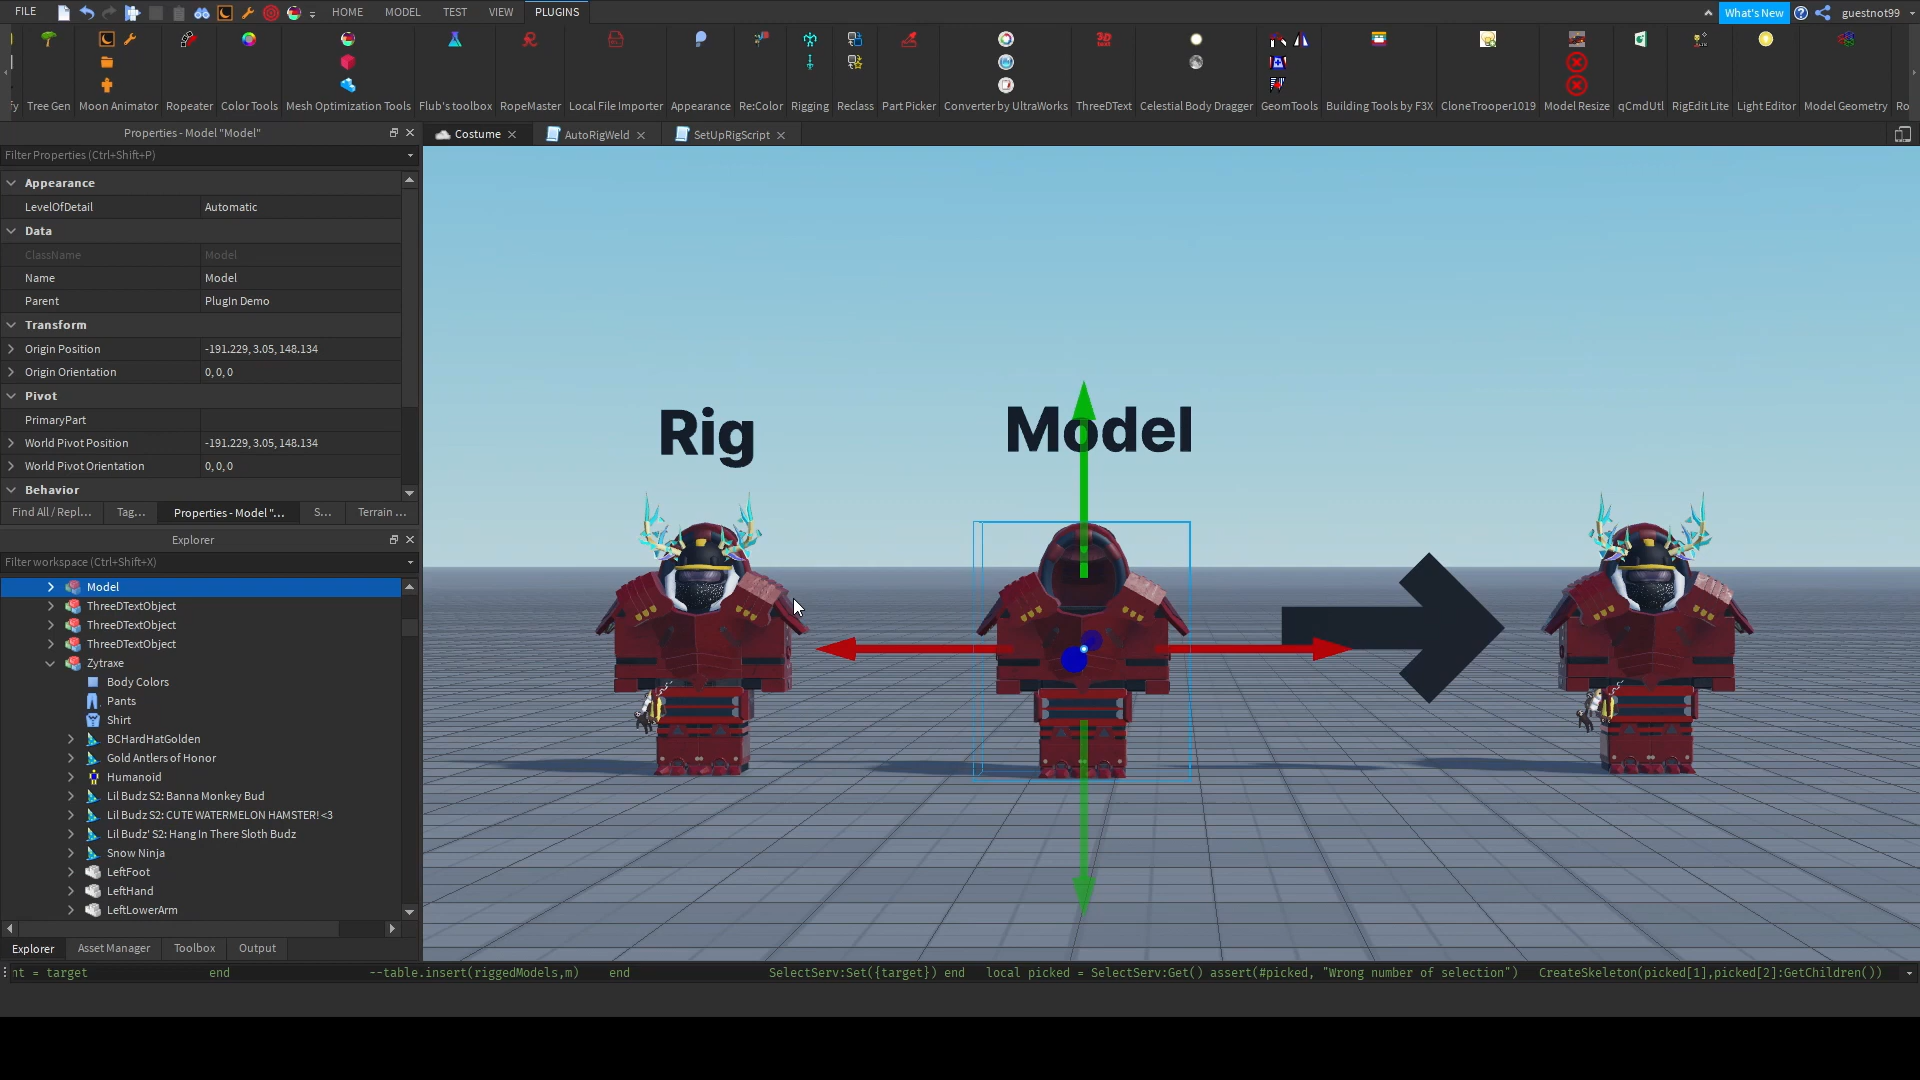 FILE
HOME
MODEL
TEST
VIEW
PLUGINS
What's New
guestnot99
Tree Gen
Moon Animator
Ropeater
Color Tools
Mesh Optimization Tools
Flub's toolbox
RopeMaster
Local File Importer
Appearance
Re:Color
Rigging
Reclass
Part Picker
Converter by UltraWorks
ThreeDText
Celestial Body Dragger
GeomTools
Building Tools by F3X
CloneTrooper1019
Model Resize
qCmdUtl
RigEdit Lite
Light Editor
Model Geometry
Properties - Model "Model"
Filter Properties (Ctrl+Shift+P)
Appearance
LevelOfDetail Automatic
Data
ClassName Model
Name Model
Parent PlugIn Demo
Transform
Origin Position -191.229, 3.05, 148.134
Origin Orientation 0, 0, 0
Pivot
PrimaryPart
World Pivot Position -191.229, 3.05, 148.134
World Pivot Orientation 0, 0, 0
Behavior
Find All / Repl...
Tag...
Properties - Model "...
S...
Terrain ...
Explorer
Filter workspace (Ctrl+Shift+X)
Model
ThreeDTextObject
ThreeDTextObject
ThreeDTextObject
Zytraxe
Body Colors
Pants
Shirt
BCHardHatGolden
Gold Antlers of Honor
Humanoid
Lil Budz S2: Banna Monkey Bud
Lil Budz S2: CUTE WATERMELON HAMSTER! <3
Lil Budz' S2: Hang In There Sloth Budz
Snow Ninja
LeftFoot
LeftHand
LeftLowerArm
Explorer
Asset Manager
Toolbox
Output
Costume
AutoRigWeld
SetUpRigScript
Rig
Model
nt = target end --table.insert(riggedModels,m) end SelectServ:Set({target}) end local picked = SelectServ:Get() assert(#picked, "Wrong number of selection") CreateSkeleton(picked[1],picked[2]:GetChildren())